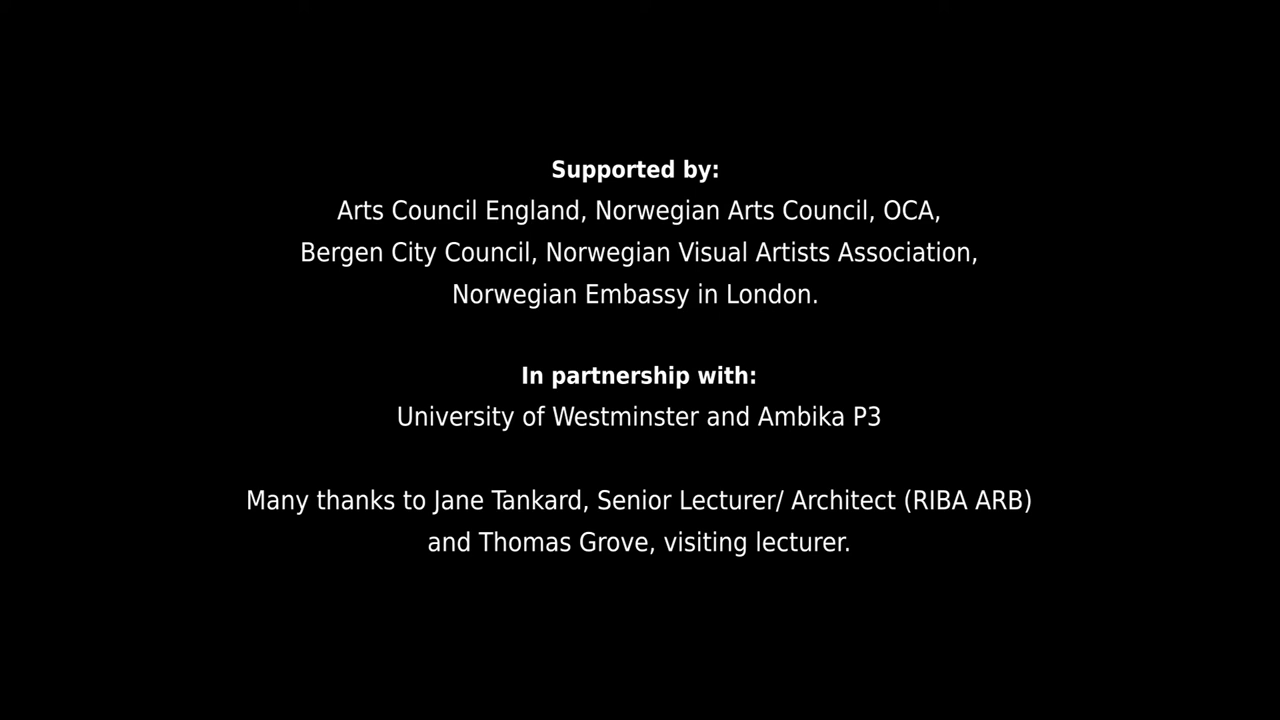 Supported by:
Arts Council England, Norwegian Arts Council, OCA,
Bergen City Council, Norwegian Visual Artists Association,
Norwegian Embassy in London.
In partnership with:
University of Westminster and Ambika P3
Many thanks to Jane Tankard, Senior Lecturer/ Architect (RIBA ARB)
and Thomas Grove, visiting lecturer.